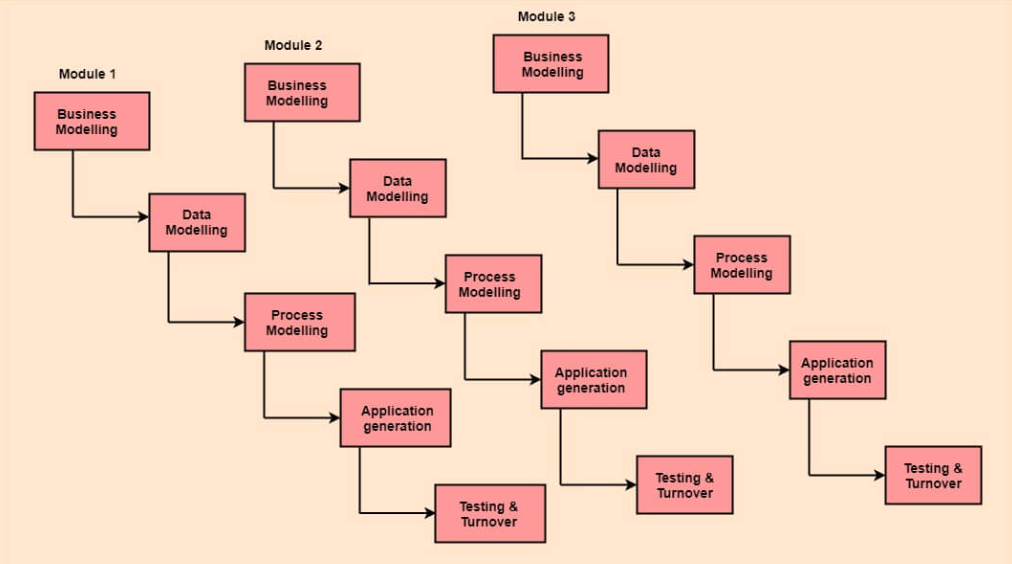 Module 1
Business
Modelling
Data
Modelling
Process
Modelling
Application
generation
Testing &
Turnover
Module 2
Business
Modelling
Data
Modelling
Process
Modelling
Application
generation
Testing &
Turnover
Module 3
Business
Modelling
Data
Modelling
Process
Modelling
Application
generation
Testing &
Turnover